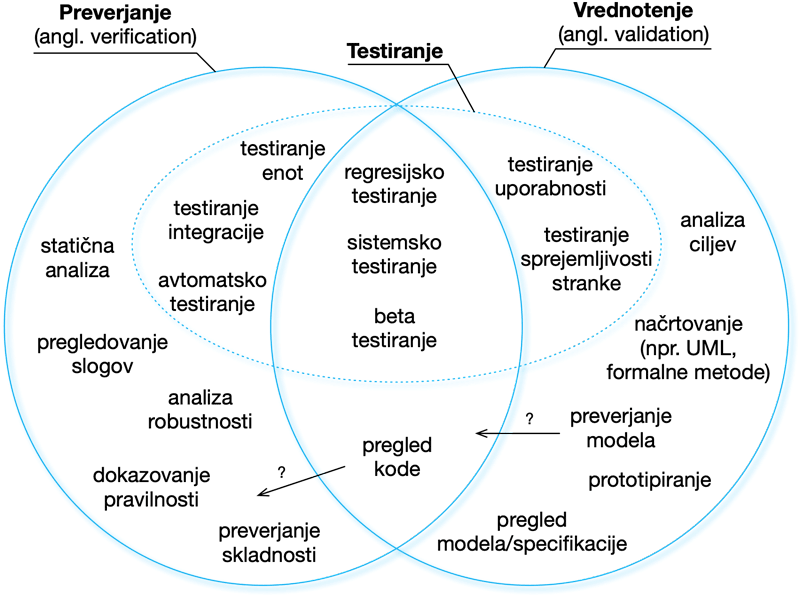 Preverjanje
(angl. verification)
Testiranje
Vrednotenje
(angl. validation)
testiranje
enot
testiranje
integracije
avtomatsko
testiranje
statična
analiza
pregledovanje
slogov
analiza
robustnosti
dokazovanje
pravilnosti
preverjanje
skladnosti
regresijsko
testiranje
sistemsko
testiranje
beta
testiranje
pregled
kode
?
?
testiranje
uporabnosti
testiranje
sprejemljivosti
stranke
analiza
ciljev
načrtovanje
(npr. UML,
formalne metode)
preverjanje
modela
prototipiranje
pregled
modela/specifikacije